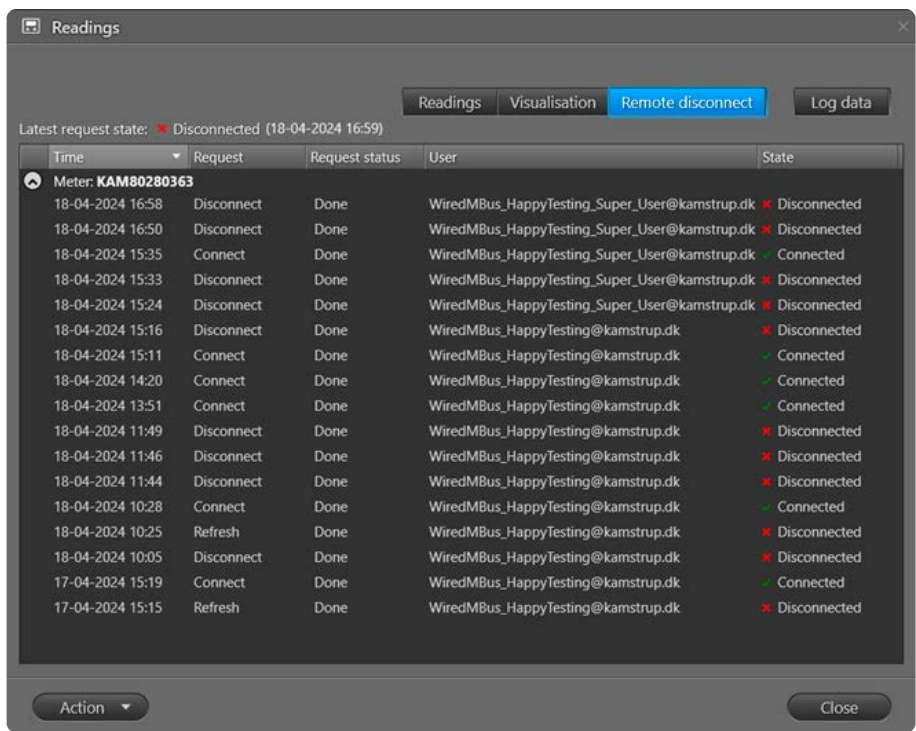 Readings
Readings Visualisation Remote disconnect Log data
Latest request state: Disconnected (18-04-2024 16:59)
Time Request Request status User State
Meter: KAM80280363
18-04-2024 16:58 Disconnect Done WiredMBus_HappyTesting_Super_User@kamstrup.dk Disconnected
18-04-2024 16:50 Disconnect Done WiredMBus_HappyTesting_Super_User@kamstrup.dk Disconnected
18-04-2024 15:35 Connect Done WiredMBus_HappyTesting_Super_User@kamstrup.dk Connected
18-04-2024 15:33 Disconnect Done WiredMBus_HappyTesting_Super_User@kamstrup.dk Disconnected
18-04-2024 15:24 Disconnect Done WiredMBus_HappyTesting_Super_User@kamstrup.dk Disconnected
18-04-2024 15:16 Disconnect Done WiredMBus_HappyTesting@kamstrup.dk Disconnected
18-04-2024 15:11 Connect Done WiredMBus_HappyTesting@kamstrup.dk Connected
18-04-2024 14:20 Connect Done WiredMBus_HappyTesting@kamstrup.dk Connected
18-04-2024 13:51 Connect Done WiredMBus_HappyTesting@kamstrup.dk Connected
18-04-2024 11:49 Disconnect Done WiredMBus_HappyTesting@kamstrup.dk Disconnected
18-04-2024 11:46 Disconnect Done WiredMBus_HappyTesting@kamstrup.dk Disconnected
18-04-2024 11:44 Disconnect Done WiredMBus_HappyTesting@kamstrup.dk Disconnected
18-04-2024 10:28 Connect Done WiredMBus_HappyTesting@kamstrup.dk Connected
18-04-2024 10:25 Refresh Done WiredMBus_HappyTesting@kamstrup.dk Disconnected
18-04-2024 10:05 Disconnect Done WiredMBus_HappyTesting@kamstrup.dk Disconnected
17-04-2024 15:19 Connect Done WiredMBus_HappyTesting@kamstrup.dk Connected
17-04-2024 15:15 Refresh Done WiredMBus_HappyTesting@kamstrup.dk Disconnected
Action Close